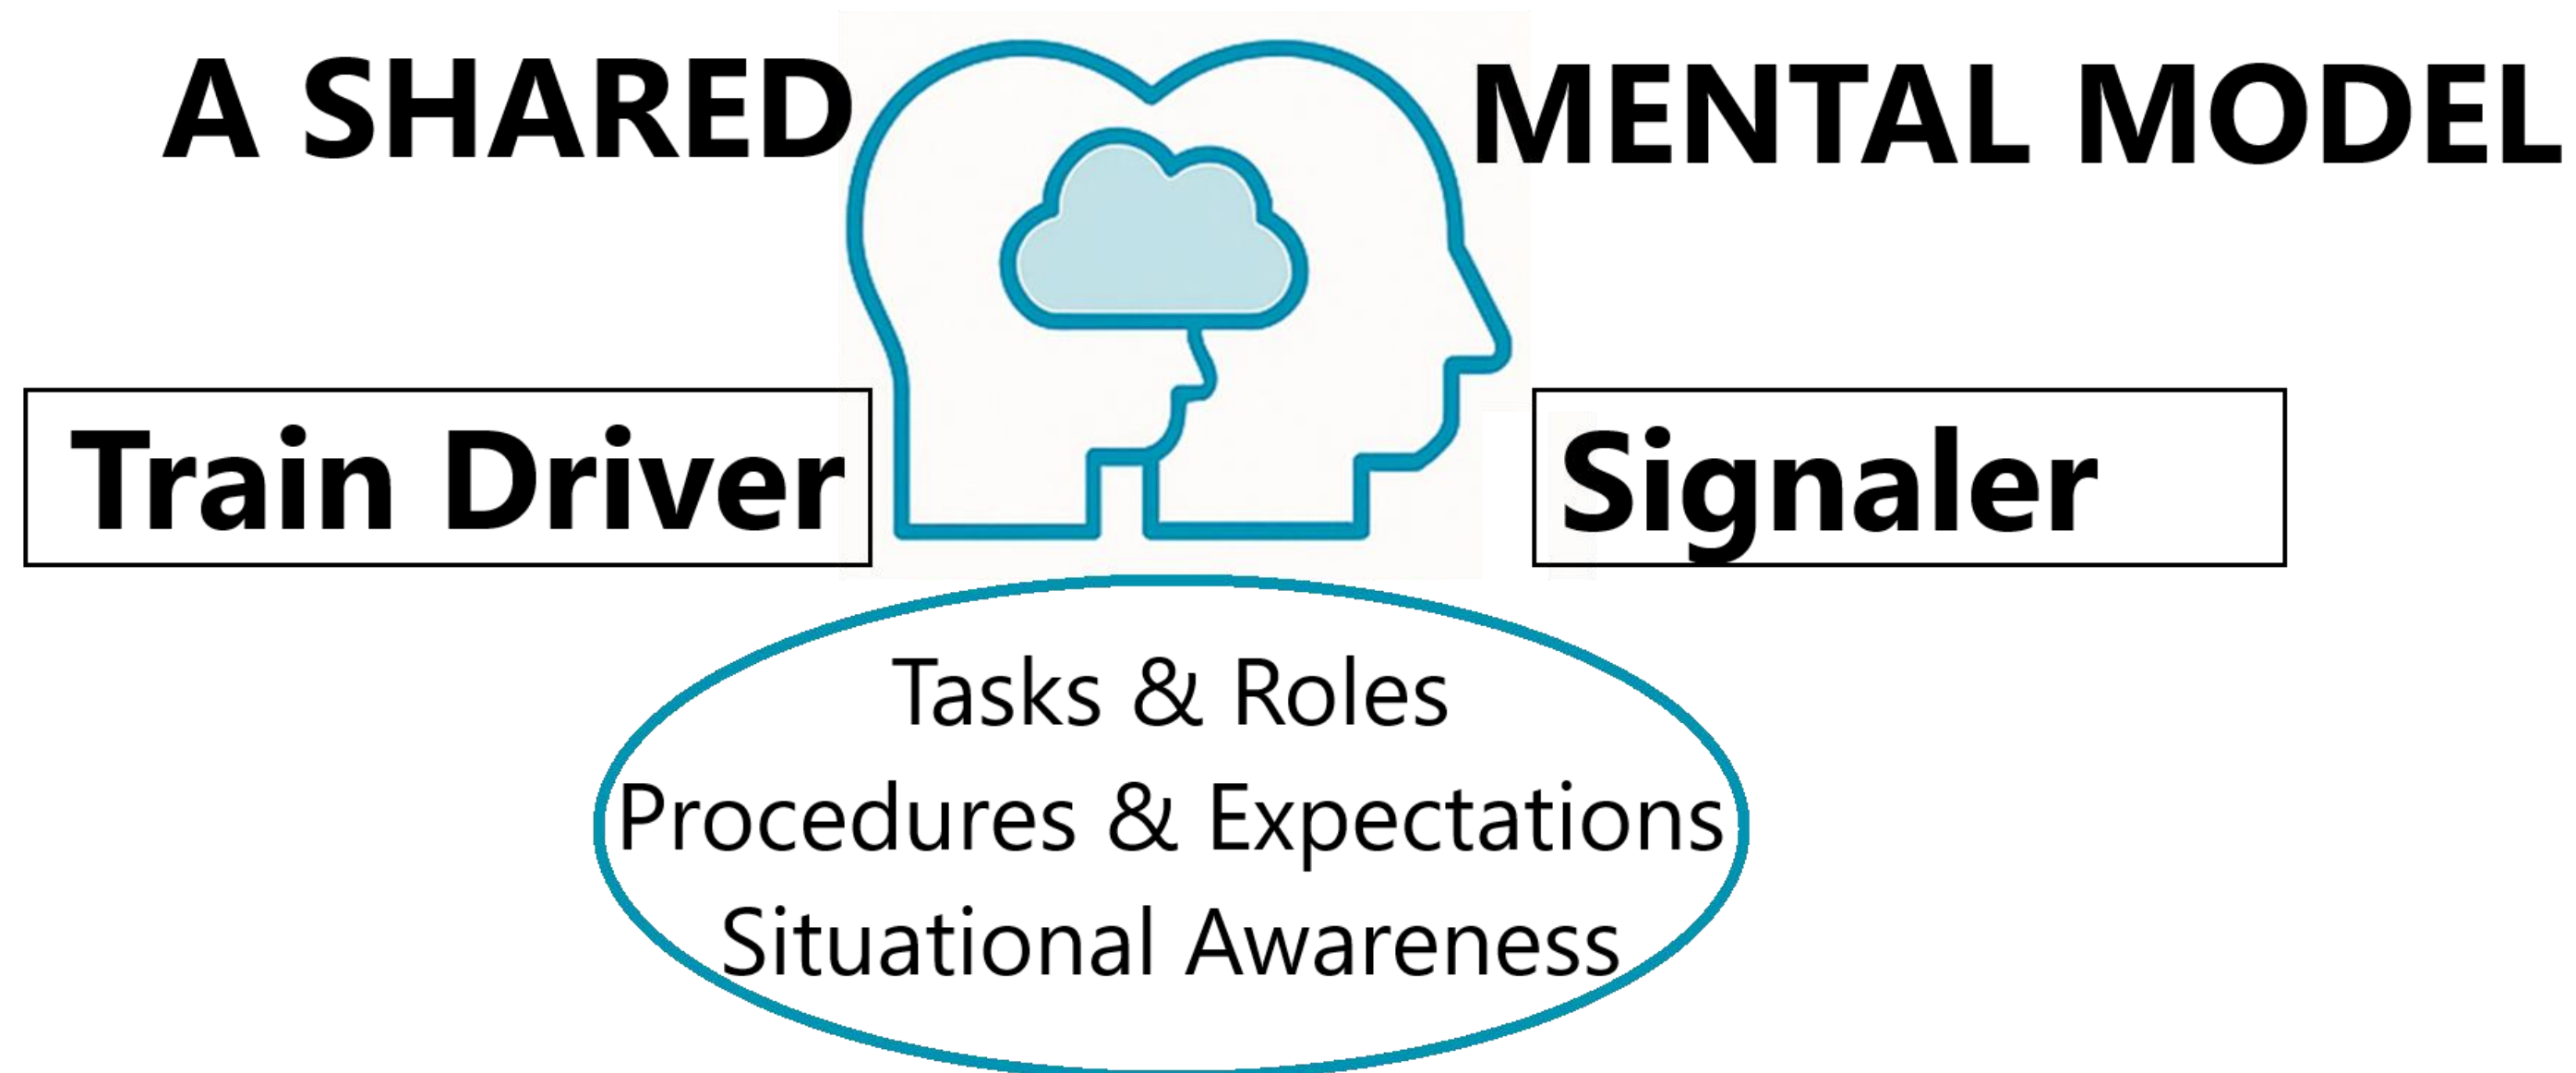 A SHARED MENTAL MODEL
Train Driver
Signaler
Tasks & Roles
Procedures & Expectations
Situational Awareness